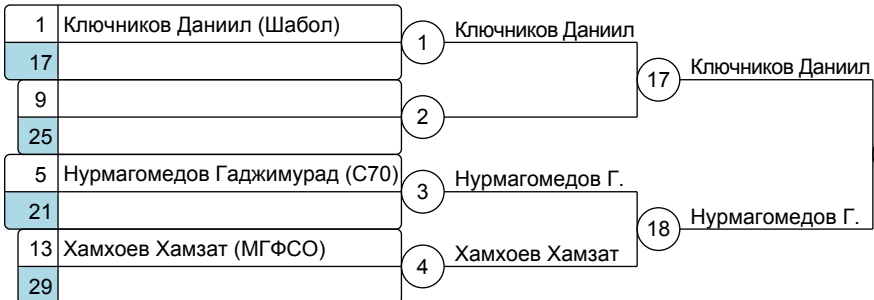 1 Ключников Даниил (Шабол)
17
9
25
5 Нурмагомедов Гаджимурад (С70)
21
13 Хамхоев Хамзат (МГФСО)
29
1 Ключников Даниил
2
3 Нурмагомедов Г.
4 Хамхоев Хамзат
17 Ключников Даниил
18 Нурмагомедов Г.